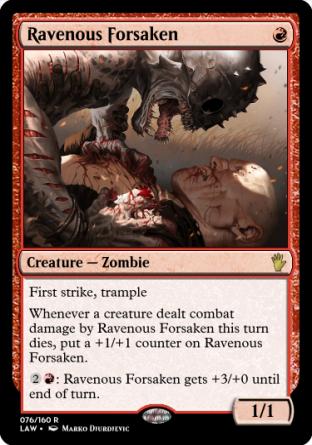 Ravenous Forsaken
Creature — Zombie
First strike, trample
Whenever a creature dealt combat
damage by Ravenous Forsaken this turn
dies, put a +1/+1 counter on Ravenous
Forsaken.
2: Ravenous Forsaken gets +3/+0 until
end of turn.
1/1
076/160 R
LAW • Marko Djurdjevic